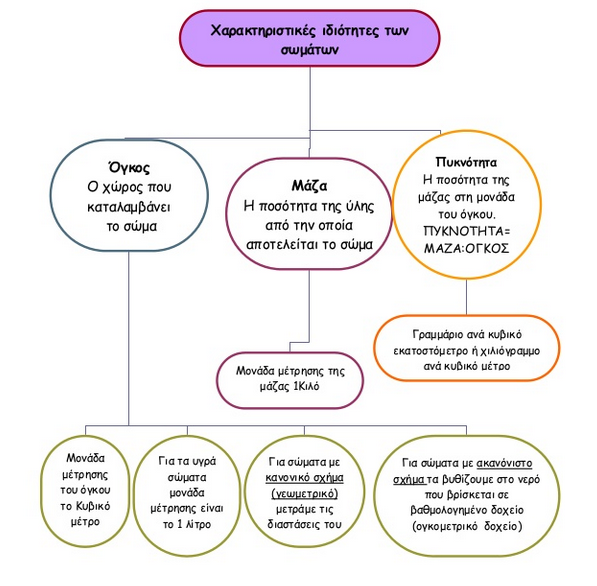 Χαρακτηριστικές ιδιότητες των
σωμάτων
Όγκος
Ο χώρος που
καταλαμβάνει
το σώμα
Μάζα
Η ποσότητα της ύλης
από την οποία
αποτελείται το σώμα
Πυκνότητα
Η ποσότητα της
μάζας στη μονάδα
του όγκου.
ΠΥΚΝΟΤΗΤΑ=
ΜΑΖΑ:ΟΓΚΟΣ
Γραμμάριο ανά κυβικό
εκατοστόμετρο ή χιλιόγραμμο
ανά κυβικό μέτρο
Μονάδα μέτρησης της
μάζας 1Κιλό
Μονάδα
μέτρησης
του όγκου
το Κυβικό
μέτρο
Για τα υγρά
σώματα
μονάδα
μέτρησης είναι
το 1 λίτρο
Για σώματα με
κανονικό σχήμα
(γεωμετρικό)
μετράμε τις
διαστάσεις του
Για σώματα με ακανόνιστο
σχήμα τα βυθίζουμε στο νερό
που βρίσκεται σε
βαθμολογημένο δοχείο
(ογκομετρικό δοχείο)